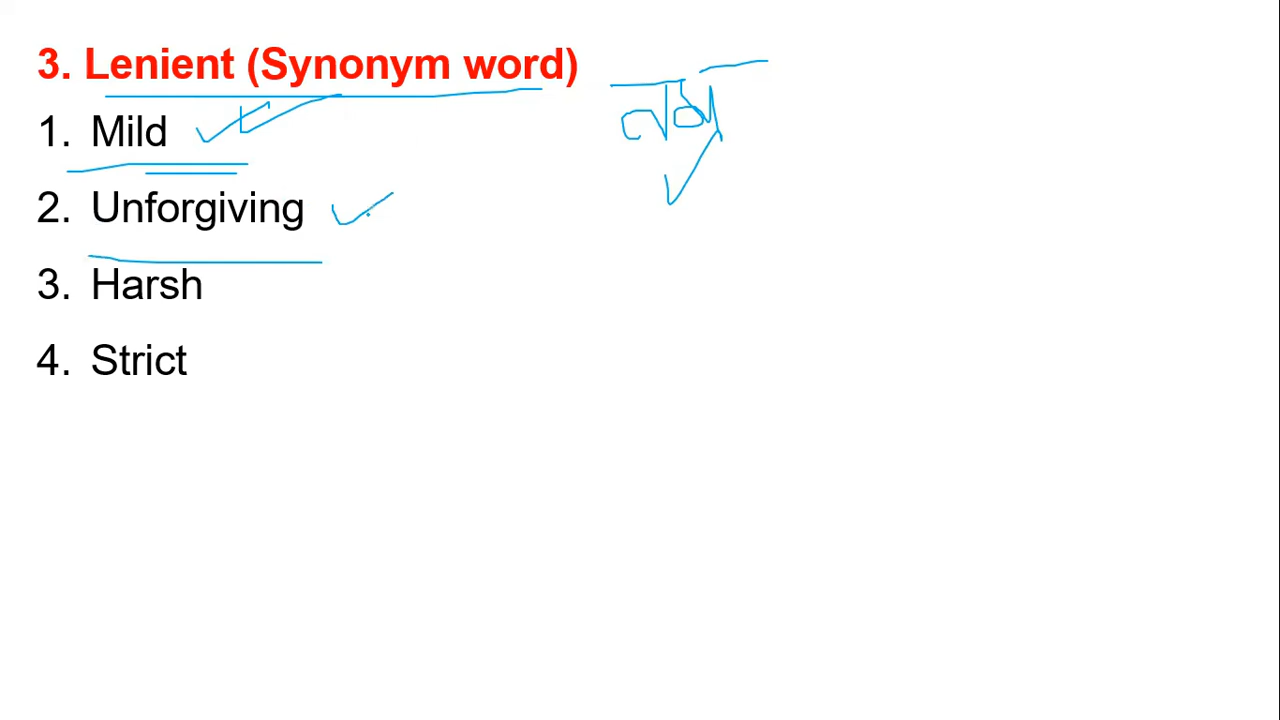 3. Lenient (Synonym word)
1. Mild
2. Unforgiving
3. Harsh
4. Strict